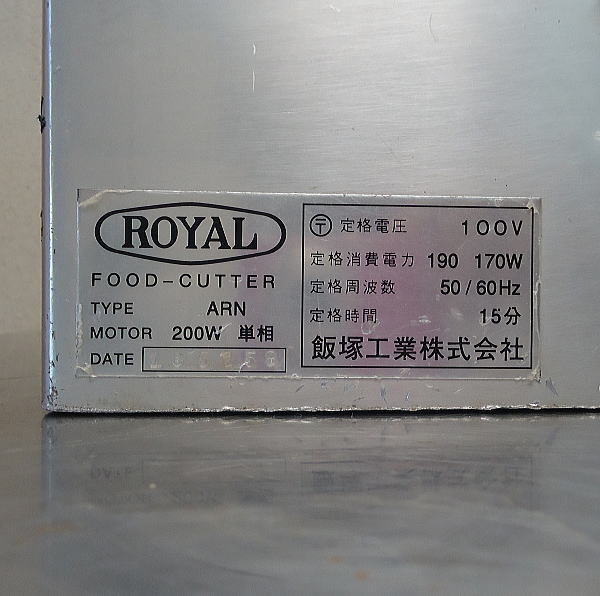 ROYAL
FOOD-CUTTER
TYPE ARN
MOTOR 200W 単相
DATE
〶 定格電圧 100V
定格消費電力 190 170W
定格周波数 50/60Hz
定格時間 15分
飯塚工業株式会社